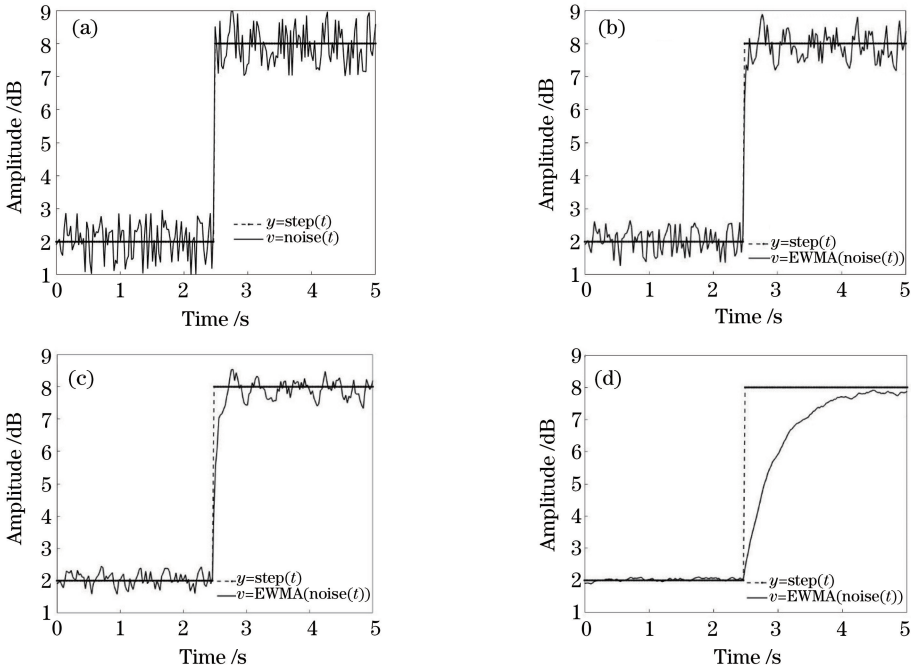 (a)
9
8
7
6
5
4
3
2
1
Amplitude /dB
y=step(t)
v=noise(t)
0 1 2 3 4 5
Time /s
(b)
9
8
7
6
5
4
3
2
1
Amplitude /dB
y=step(t)
v=EWMA(noise(t))
0 1 2 3 4 5
Time /s
(c)
9
8
7
6
5
4
3
2
1
Amplitude /dB
y=step(t)
v=EWMA(noise(t))
0 1 2 3 4 5
Time /s
(d)
9
8
7
6
5
4
3
2
1
Amplitude /dB
y=step(t)
v=EWMA(noise(t))
0 1 2 3 4 5
Time /s